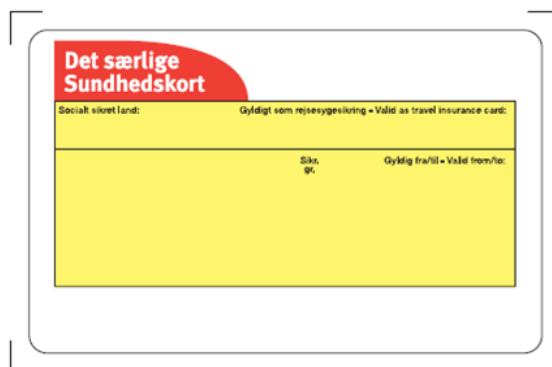 Det særlige
Sundhedskort
Socialt sikret land: Gyldigt som rejsesygesikring - Valid as travel insurance card:
Sikr. Gyldig fra/til - Valid from/to:
gr.